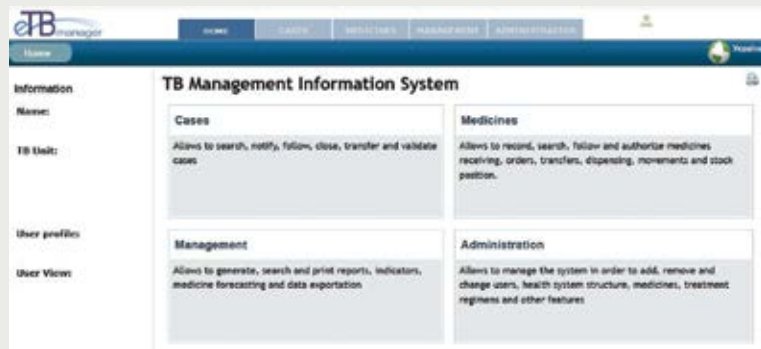 eTB manager
HOME CASES MEDICINES MANAGEMENT ADMINISTRATION
Home
Information
Name:
TB Unit:
User profile:
User View:
TB Management Information System
Cases
Allows to search, notify, follow, close, transfer and validate
cases
Medicines
Allows to record, search, follow and authorize medicines
receiving, orders, transfers, dispensing, movements and stock
position.
Management
Allows to generate, search and print reports, indicators,
medicine forecasting and data exportation
Administration
Allows to manage the system in order to add, remove and
change users, health system structure, medicines, treatment
regimens and other features